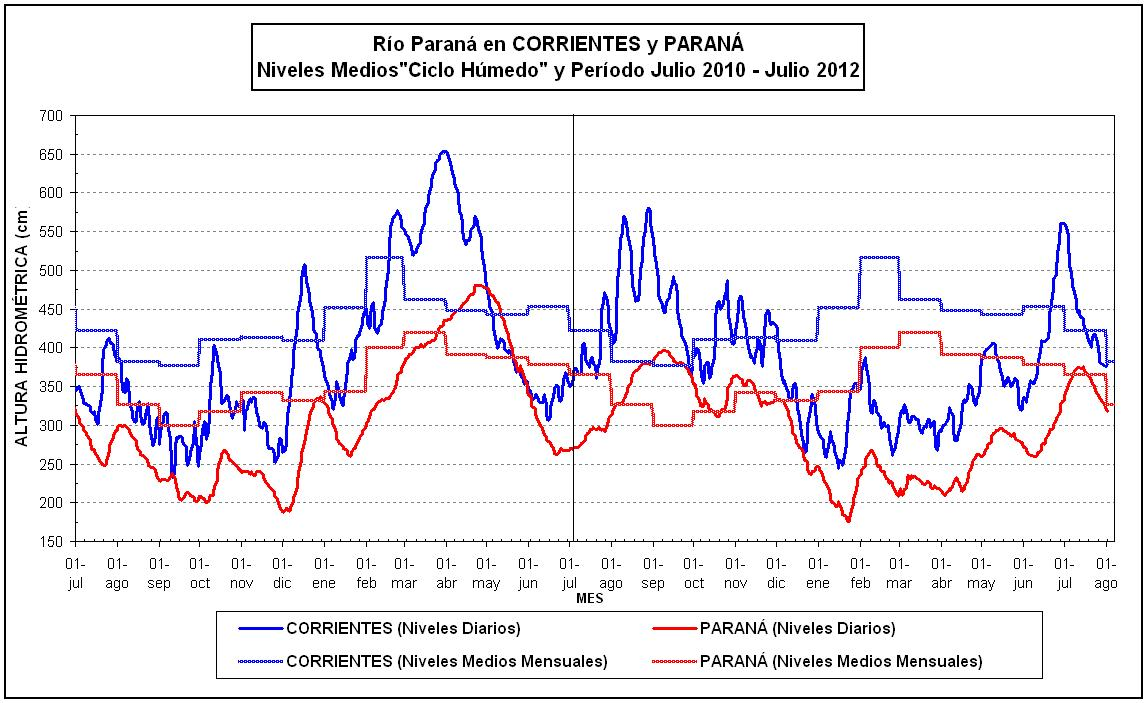 Río Paraná en CORRIENTES y PARANÁ
Niveles Medios"Ciclo Húmedo" y Período Julio 2010 - Julio 2012
ALTURA HIDROMÉTRICA (cm)
700
650
600
550
500
450
400
350
300
250
200
150
01- 01- 01- 01- 01- 01- 01- 01- 01- 01- 01- 01- 01- 01- 01- 01- 01- 01- 01- 01- 01- 01- 01- 01- 01- 01-
jul ago sep oct nov dic ene feb mar abr may jun jul ago sep oct nov dic ene feb mar abr may jun jul ago
MES
CORRIENTES (Niveles Diarios) PARANÁ (Niveles Diarios)
CORRIENTES (Niveles Medios Mensuales) PARANÁ (Niveles Medios Mensuales)